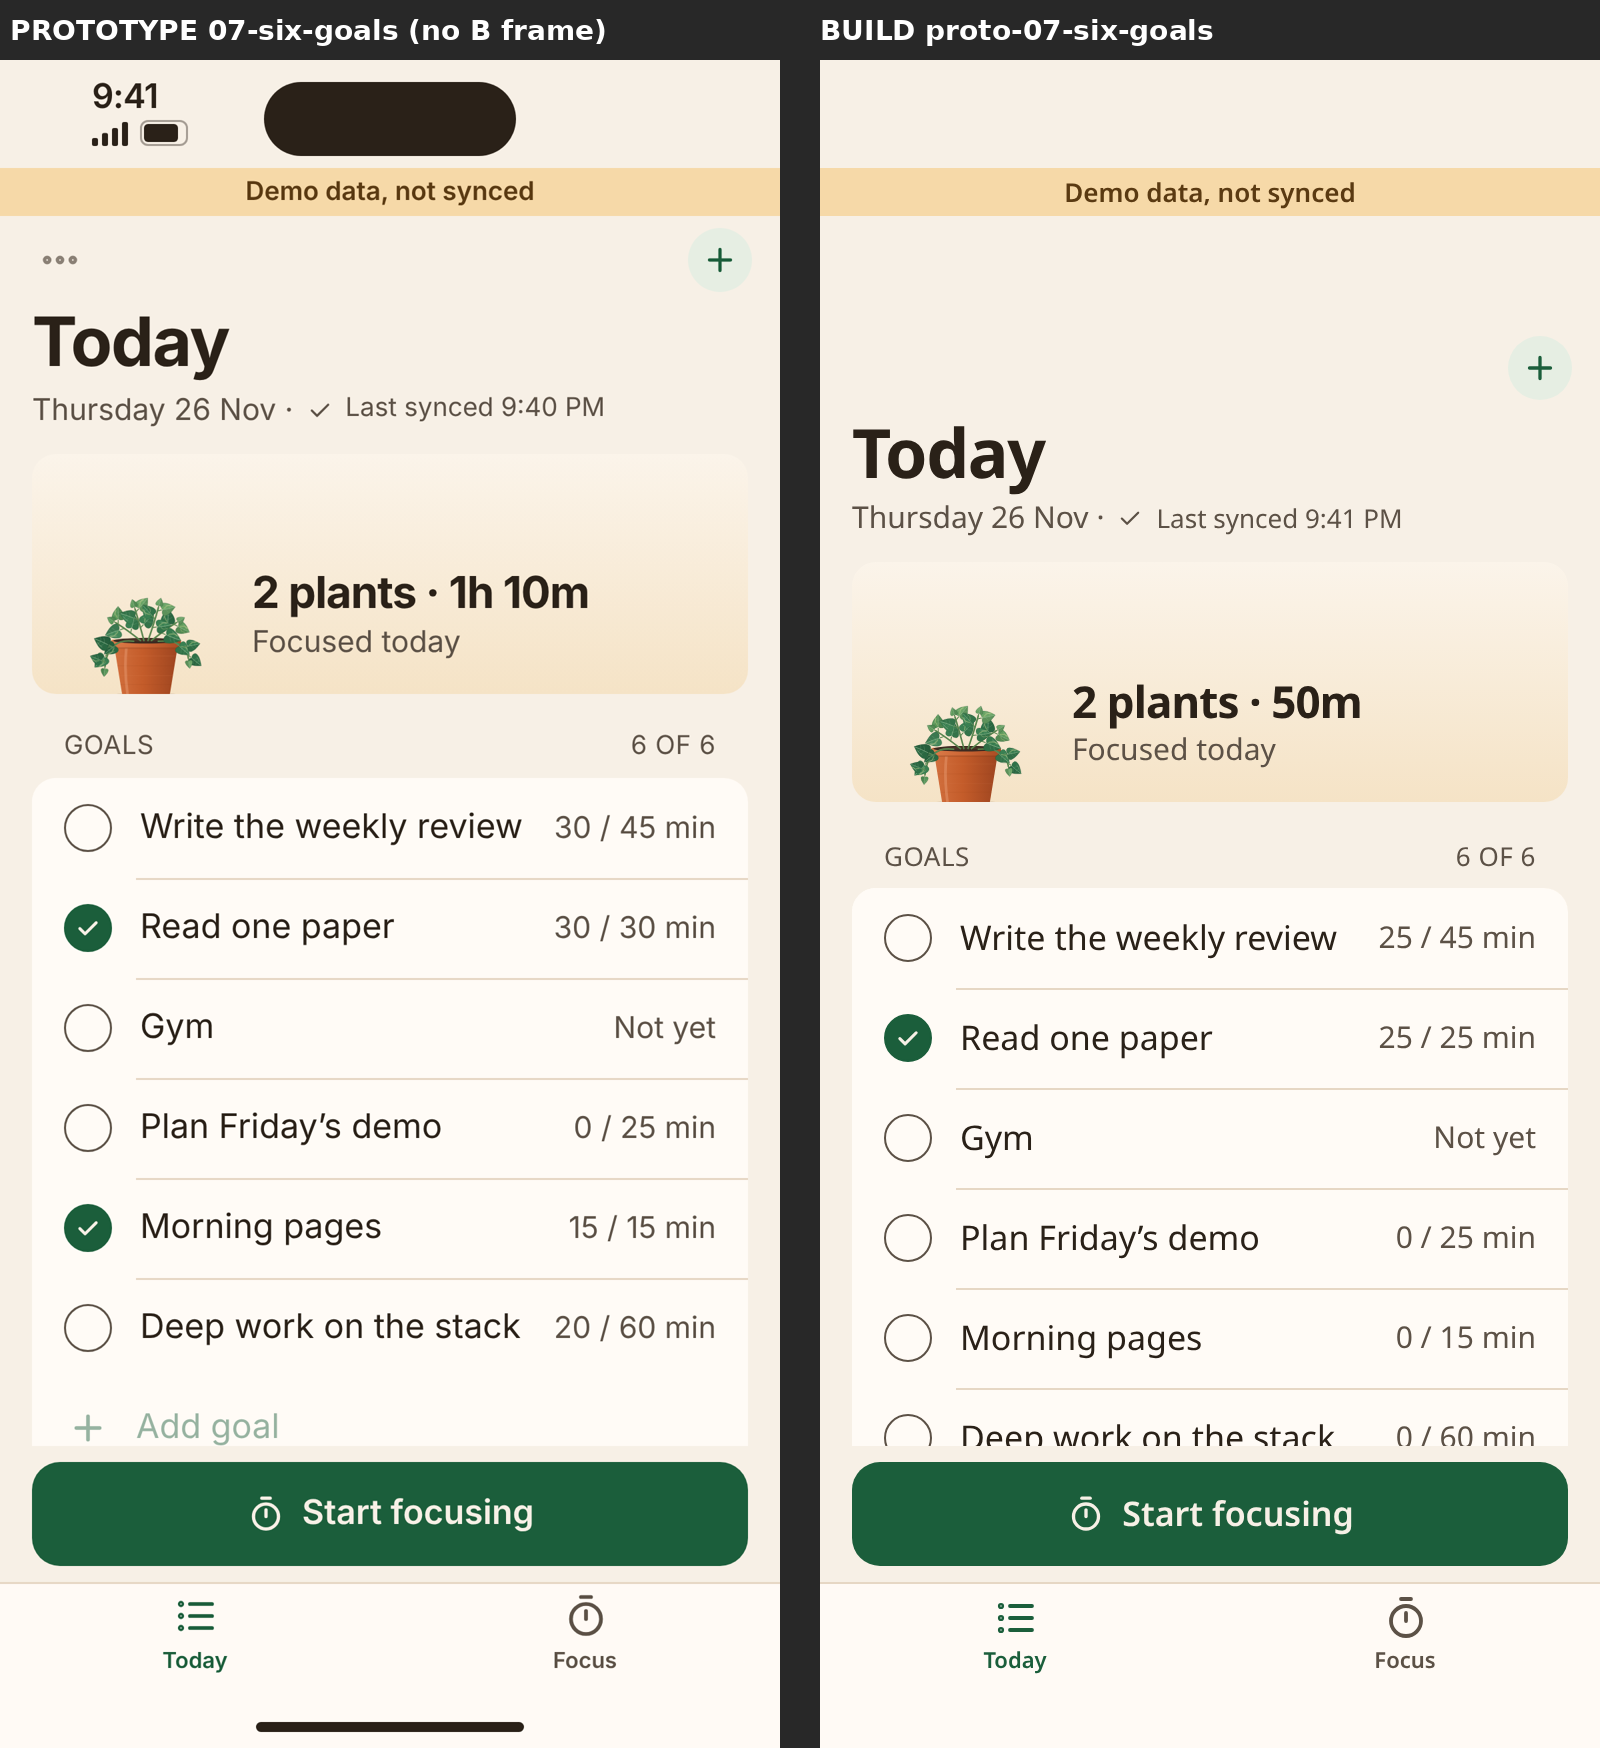 PROTOTYPE 07-six-goals (no B frame)
9:41
Demo data, not synced
Today
Thursday 26 Nov · Last synced 9:40 PM
2 plants · 1h 10m
Focused today
GOALS 6 OF 6
Write the weekly review 30 / 45 min
Read one paper 30 / 30 min
Gym Not yet
Plan Friday’s demo 0 / 25 min
Morning pages 15 / 15 min
Deep work on the stack 20 / 60 min
Add goal
Start focusing
Today Focus
BUILD proto-07-six-goals
Demo data, not synced
Today
Thursday 26 Nov · Last synced 9:41 PM
2 plants · 50m
Focused today
GOALS 6 OF 6
Write the weekly review 25 / 45 min
Read one paper 25 / 25 min
Gym Not yet
Plan Friday’s demo 0 / 25 min
Morning pages 0 / 15 min
Deep work on the stack 0 / 60 min
Start focusing
Today Focus